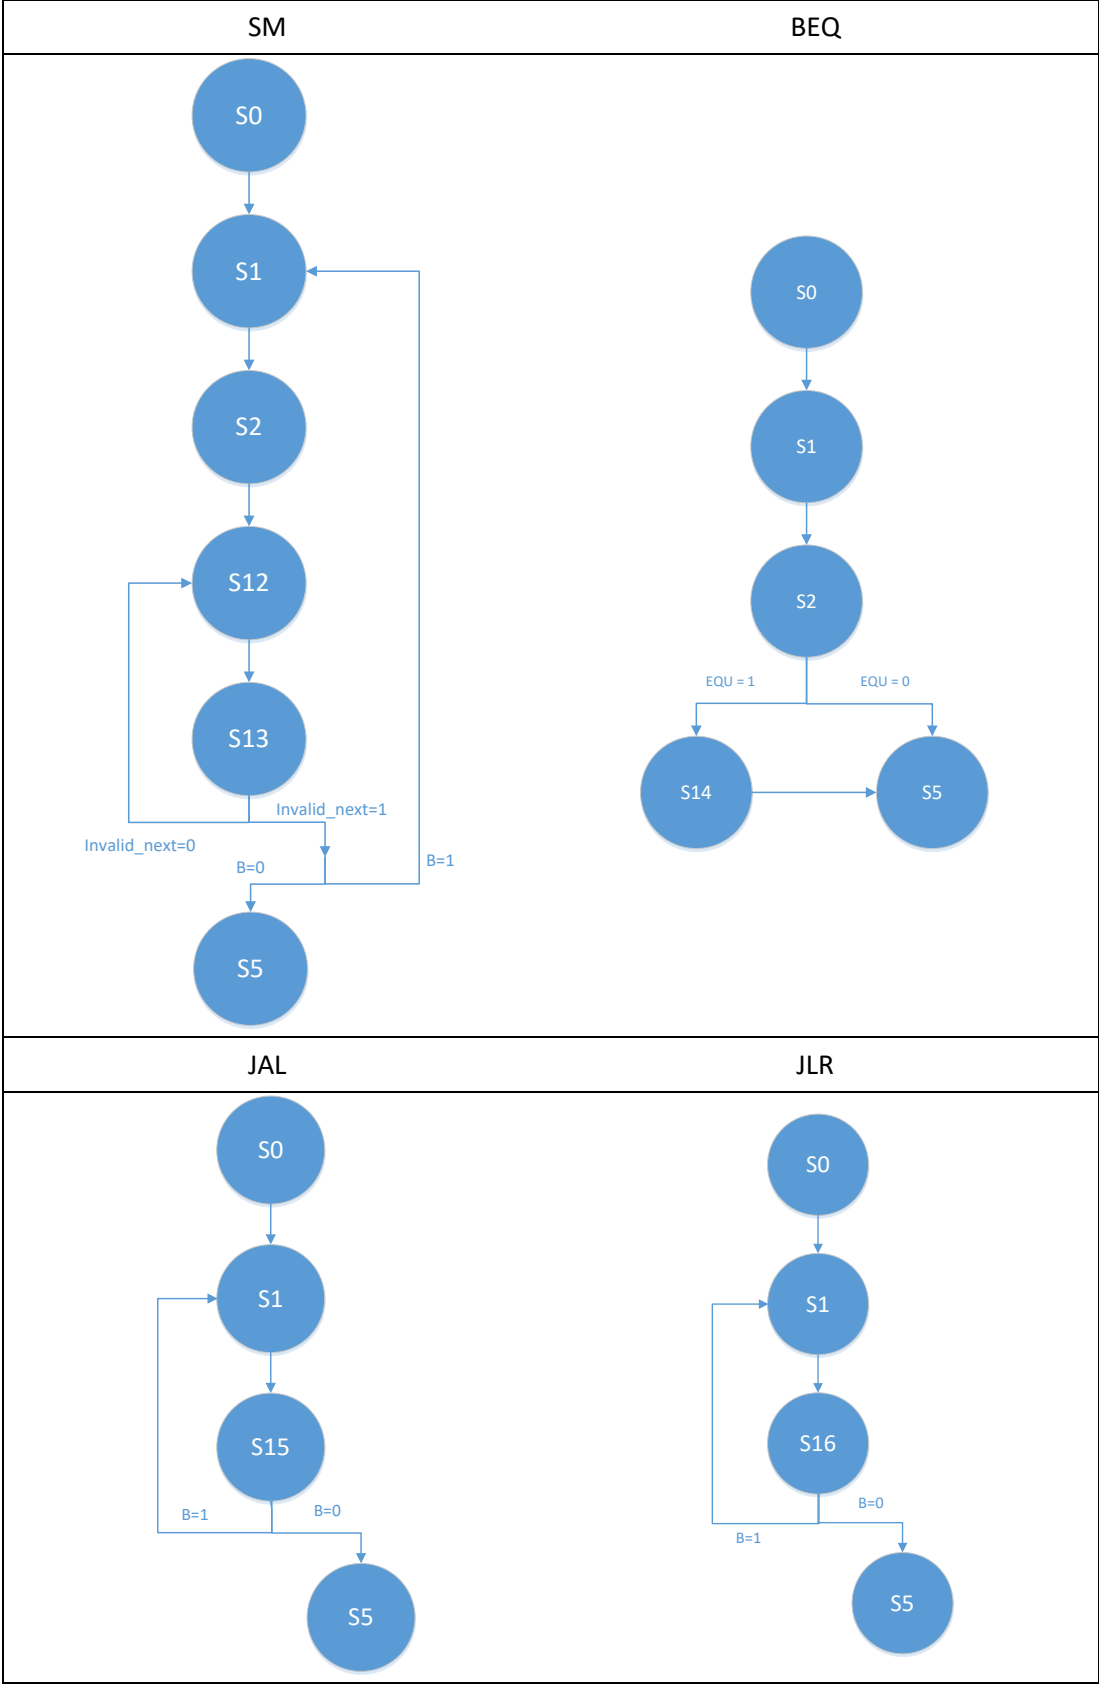 SM
BEQ
S0
S1
S2
S12
S13
Invalid_next=1
Invalid_next=0
B=0
B=1
S5
S0
S1
S2
EQU = 1
EQU = 0
S14
S5
JAL
JLR
S0
S1
S15
B=1
B=0
S5
S0
S1
S16
B=0
B=1
S5